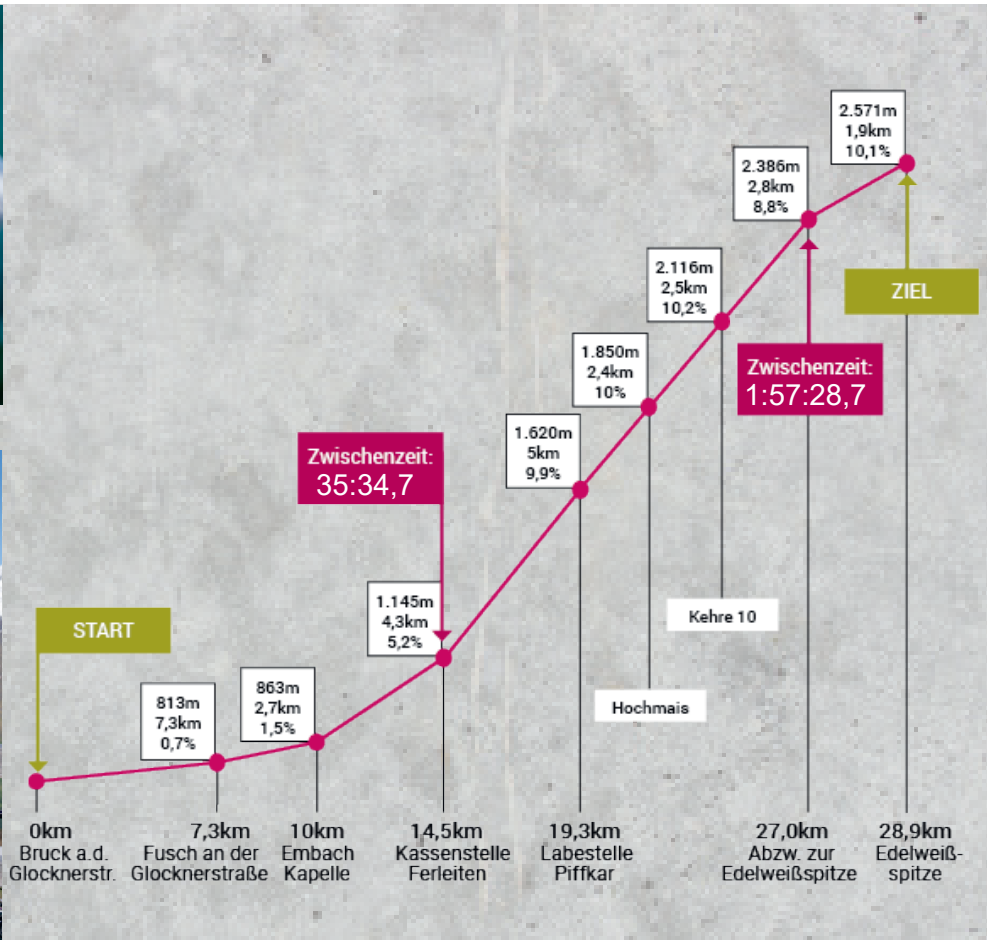 2.571m
1,9km
10,1%
2.386m
2,8km
8,8%
ZIEL
2.116m
2,5km
10,2%
1.850m
2,4km
10%
Zwischenzeit:
1:57:28,7
1.620m
5km
9,9%
Zwischenzeit:
35:34,7
1.145m
4,3km
5,2%
START
Kehre 10
813m
7,3km
0,7%
863m
2,7km
1,5%
Hochmais
0km
Bruck a.d.
Glocknerstr.
7,3km
Fusch an der
Glocknerstraße
10km
Embach
Kapelle
14,5km
Kassenstelle
Ferleiten
19,3km
Labestelle
Piffkar
27,0km
Abzw. zur
Edelweißspitze
28,9km
Edelweiß-
spitze